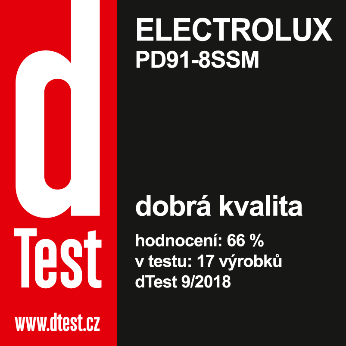 d
Test
www.dtest.cz
ELECTROLUX
PD91-8SSM
dobrá kvalita
hodnocení: 66 %
v testu: 17 výrobků
dTest 9/2018